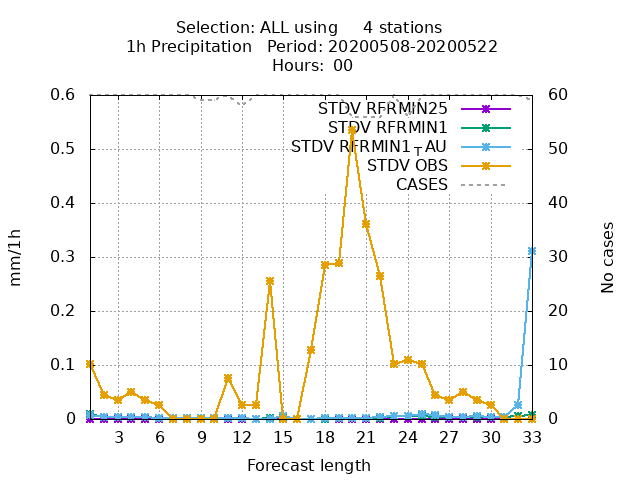 Selection: ALL using     4 stations
1h Precipitation   Period: 20200508-20200522
Hours:  00
0.6
0.5
0.4
0.3
0.2
0.1
0
60
50
40
30
20
10
0
STDV RFRMIN25
STDV RFRMIN1
STDV RFRMIN1_TAU
STDV OBS
CASES
mm/1h
No cases
3 6 9 12 15 18 21 24 27 30 33
Forecast length